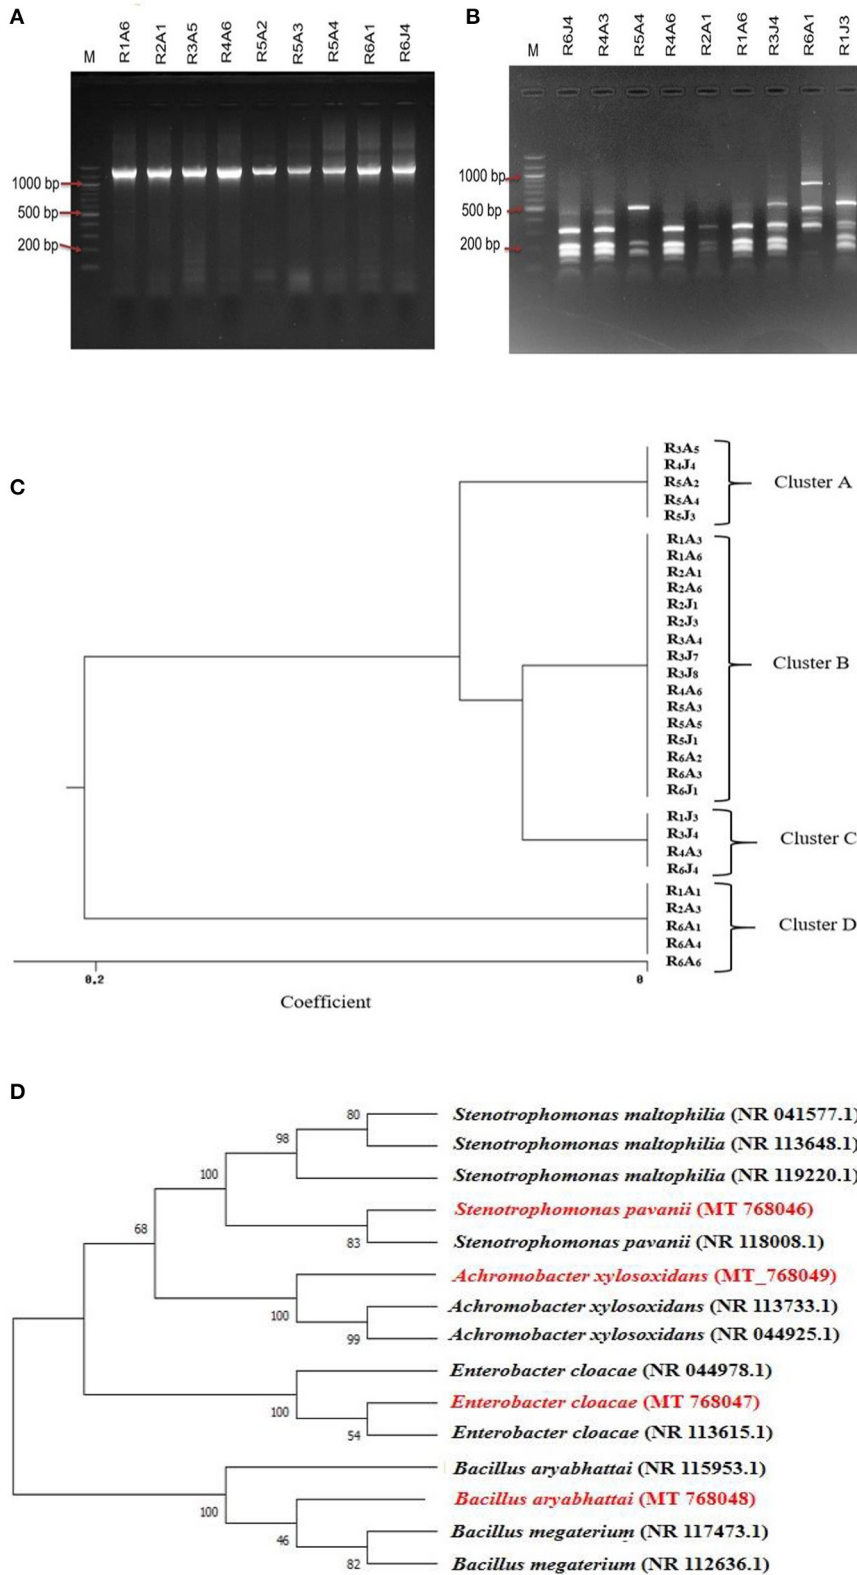 A
M R1A6 R2A1 R3A5 R4A6 R5A2 R5A3 R5A4 R6A1 R6J4
1000 bp
500 bp
200 bp
B
M R6J4 R4A3 R5A4 R4A6 R2A1 R1A6 R3J4 R6A1 R1J3
1000 bp
500 bp
200 bp
C
R3A5
R4J4
R5A2
R5A4
R5J3
Cluster A
R1A3
R1A6
R2A1
R2A6
R2J1
R2J3
R3A4
R3J7
R3J8
R4A6
R5A3
R5A5
R5J1
R6A2
R6A3
R6J1
Cluster B
R1J3
R3J4
R4A3
R6J4
Cluster C
R1A1
R2A3
R6A1
R6A4
R6A6
Cluster D
0.2 0
Coefficient
D
80
98
100
83
68
100
99
100
54
100
46
82
Stenotrophomonas maltophilia (NR 041577.1)
Stenotrophomonas maltophilia (NR 113648.1)
Stenotrophomonas maltophilia (NR 119220.1)
Stenotrophomonas pavanii (MT 768046)
Stenotrophomonas pavanii (NR 118008.1)
Achromobacter xylosoxidans (MT_768049)
Achromobacter xylosoxidans (NR 113733.1)
Achromobacter xylosoxidans (NR 044925.1)
Enterobacter cloacae (NR 044978.1)
Enterobacter cloacae (MT 768047)
Enterobacter cloacae (NR 113615.1)
Bacillus aryabhattai (NR 115953.1)
Bacillus aryabhattai (MT 768048)
Bacillus megaterium (NR 117473.1)
Bacillus megaterium (NR 112636.1)